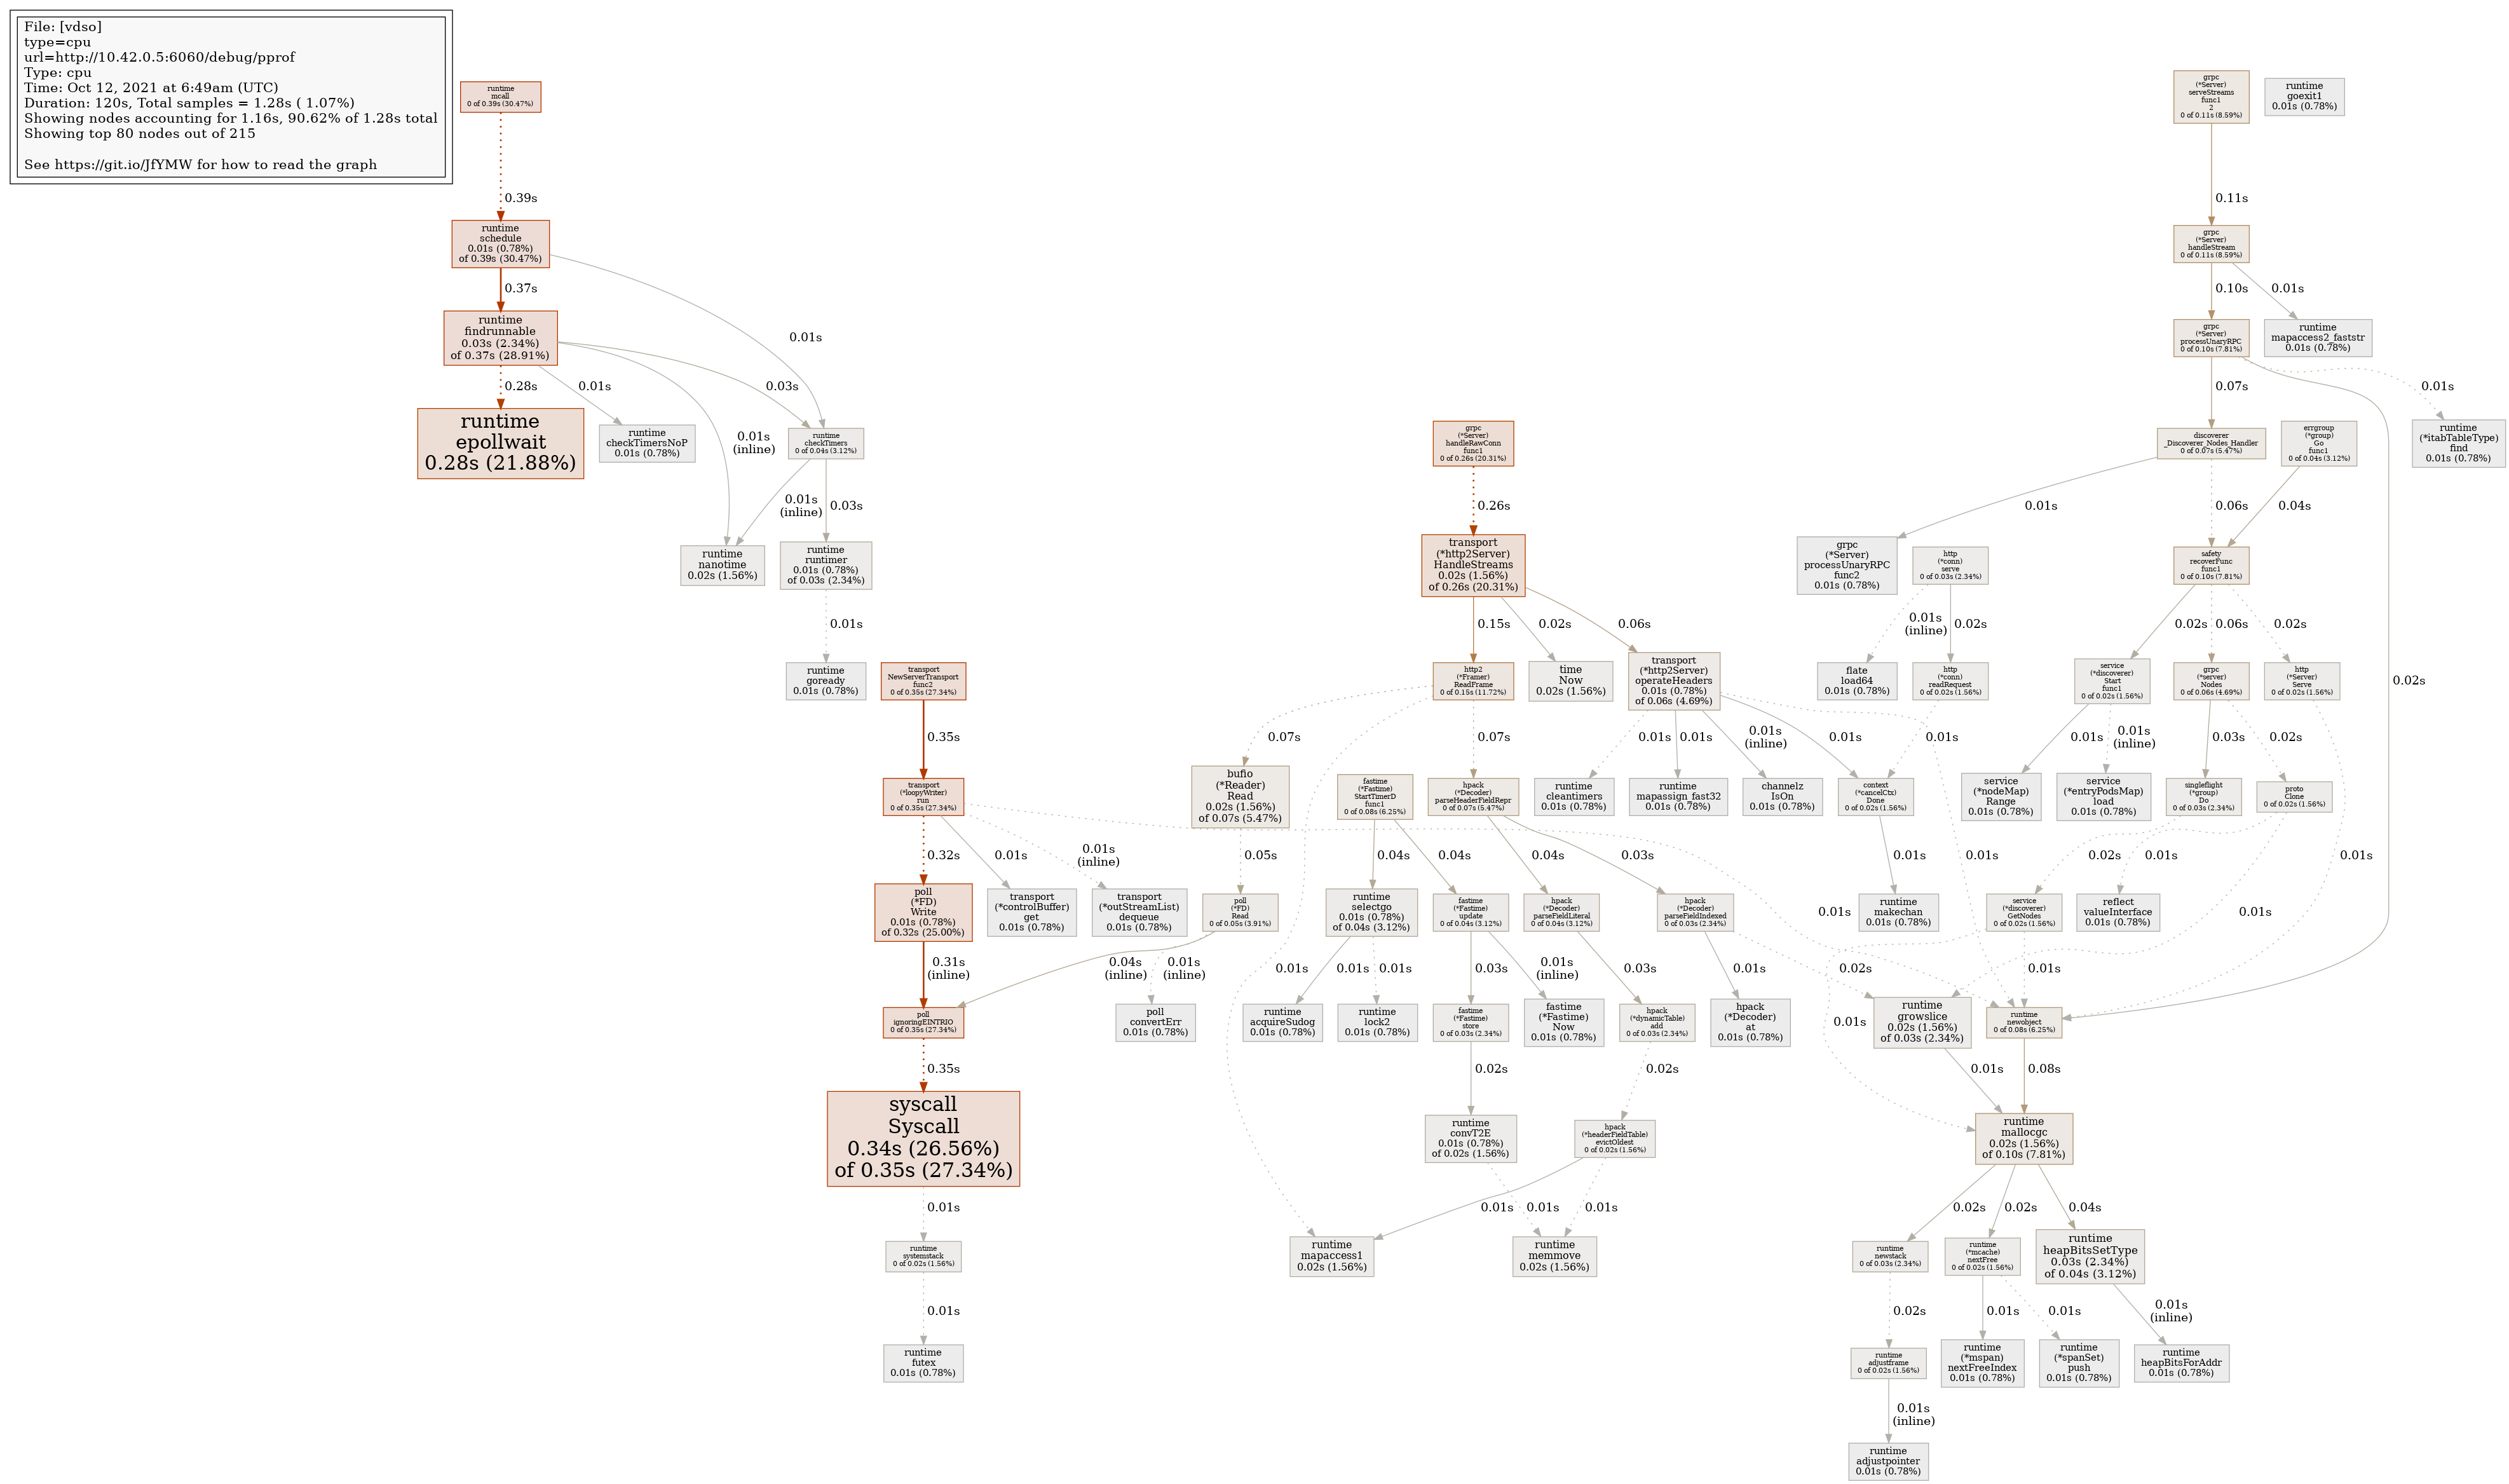 File: [vdso]
type=cpu
url=http://10.42.0.5:6060/debug/pprof
Type: cpu
Time: Oct 12, 2021 at 6:49am (UTC)
Duration: 120s, Total samples = 1.28s ( 1.07%)
Showing nodes accounting for 1.16s, 90.62% of 1.28s total
Showing top 80 nodes out of 215
See https://git.io/JfYMW for how to read the graph
runtime
mcall
0 of 0.39s (30.47%)
grpc
(*Server)
serveStreams
func1
2
0 of 0.11s (8.59%)
runtime
goexit1
0.01s (0.78%)
0.39s
0.11s
runtime
schedule
0.01s (0.78%)
of 0.39s (30.47%)
grpc
(*Server)
handleStream
0 of 0.11s (8.59%)
0.37s
0.01s
0.10s
0.01s
runtime
findrunnable
0.03s (2.34%)
of 0.37s (28.91%)
grpc
(*Server)
processUnaryRPC
0 of 0.10s (7.81%)
runtime
mapaccess2_faststr
0.01s (0.78%)
0.28s
0.01s
0.03s
0.01s
(inline)
0.07s
0.01s
0.02s
runtime
epollwait
0.28s (21.88%)
runtime
checkTimersNoP
0.01s (0.78%)
runtime
checkTimers
0 of 0.04s (3.12%)
grpc
(*Server)
handleRawConn
func1
0 of 0.26s (20.31%)
discoverer
_Discoverer_Nodes_Handler
0 of 0.07s (5.47%)
errgroup
(*group)
Go
func1
0 of 0.04s (3.12%)
runtime
(*itabTableType)
find
0.01s (0.78%)
0.01s
(inline)
0.03s
0.26s
0.01s
0.06s
0.04s
runtime
nanotime
0.02s (1.56%)
runtime
runtimer
0.01s (0.78%)
of 0.03s (2.34%)
transport
(*http2Server)
HandleStreams
0.02s (1.56%)
of 0.26s (20.31%)
grpc
(*Server)
processUnaryRPC
func2
0.01s (0.78%)
http
(*conn)
serve
0 of 0.03s (2.34%)
safety
recoverFunc
func1
0 of 0.10s (7.81%)
0.01s
0.15s
0.02s
0.06s
0.01s
(inline)
0.02s
0.02s
0.06s
0.02s
runtime
goready
0.01s (0.78%)
transport
NewServerTransport
func2
0 of 0.35s (27.34%)
http2
(*Framer)
ReadFrame
0 of 0.15s (11.72%)
time
Now
0.02s (1.56%)
transport
(*http2Server)
operateHeaders
0.01s (0.78%)
of 0.06s (4.69%)
flate
load64
0.01s (0.78%)
http
(*conn)
readRequest
0 of 0.02s (1.56%)
service
(*discoverer)
Start
func1
0 of 0.02s (1.56%)
grpc
(*server)
Nodes
0 of 0.06s (4.69%)
http
(*Server)
Serve
0 of 0.02s (1.56%)
0.35s
0.07s
0.01s
0.07s
0.01s
0.01s
0.01s
(inline)
0.01s
0.01s
0.01s
0.01s
0.01s
(inline)
0.03s
0.02s
0.01s
transport
(*loopyWriter)
run
0 of 0.35s (27.34%)
bufio
(*Reader)
Read
0.02s (1.56%)
of 0.07s (5.47%)
fastime
(*Fastime)
StartTimerD
func1
0 of 0.08s (6.25%)
hpack
(*Decoder)
parseHeaderFieldRepr
0 of 0.07s (5.47%)
runtime
cleantimers
0.01s (0.78%)
runtime
mapassign_fast32
0.01s (0.78%)
channelz
IsOn
0.01s (0.78%)
context
(*cancelCtx)
Done
0 of 0.02s (1.56%)
service
(*nodeMap)
Range
0.01s (0.78%)
service
(*entryPodsMap)
load
0.01s (0.78%)
singleflight
(*group)
Do
0 of 0.03s (2.34%)
proto
Clone
0 of 0.02s (1.56%)
0.32s
0.01s
0.01s
(inline)
0.01s
0.05s
0.04s
0.04s
0.04s
0.03s
0.01s
0.02s
0.01s
0.01s
poll
(*FD)
Write
0.01s (0.78%)
of 0.32s (25.00%)
transport
(*controlBuffer)
get
0.01s (0.78%)
transport
(*outStreamList)
dequeue
0.01s (0.78%)
poll
(*FD)
Read
0 of 0.05s (3.91%)
runtime
selectgo
0.01s (0.78%)
of 0.04s (3.12%)
fastime
(*Fastime)
update
0 of 0.04s (3.12%)
hpack
(*Decoder)
parseFieldLiteral
0 of 0.04s (3.12%)
hpack
(*Decoder)
parseFieldIndexed
0 of 0.03s (2.34%)
runtime
makechan
0.01s (0.78%)
service
(*discoverer)
GetNodes
0 of 0.02s (1.56%)
reflect
valueInterface
0.01s (0.78%)
0.31s
(inline)
0.04s
(inline)
0.01s
(inline)
0.01s
0.01s
0.03s
0.01s
(inline)
0.03s
0.01s
0.02s
0.01s
0.01s
poll
ignoringEINTRIO
0 of 0.35s (27.34%)
poll
convertErr
0.01s (0.78%)
runtime
acquireSudog
0.01s (0.78%)
runtime
lock2
0.01s (0.78%)
fastime
(*Fastime)
store
0 of 0.03s (2.34%)
fastime
(*Fastime)
Now
0.01s (0.78%)
hpack
(*dynamicTable)
add
0 of 0.03s (2.34%)
hpack
(*Decoder)
at
0.01s (0.78%)
runtime
growslice
0.02s (1.56%)
of 0.03s (2.34%)
runtime
newobject
0 of 0.08s (6.25%)
0.35s
0.02s
0.02s
0.01s
0.08s
syscall
Syscall
0.34s (26.56%)
of 0.35s (27.34%)
runtime
convT2E
0.01s (0.78%)
of 0.02s (1.56%)
hpack
(*headerFieldTable)
evictOldest
0 of 0.02s (1.56%)
runtime
mallocgc
0.02s (1.56%)
of 0.10s (7.81%)
0.01s
0.01s
0.01s
0.01s
0.02s
0.02s
0.04s
runtime
systemstack
0 of 0.02s (1.56%)
runtime
mapaccess1
0.02s (1.56%)
runtime
memmove
0.02s (1.56%)
runtime
newstack
0 of 0.03s (2.34%)
runtime
(*mcache)
nextFree
0 of 0.02s (1.56%)
runtime
heapBitsSetType
0.03s (2.34%)
of 0.04s (3.12%)
0.01s
0.02s
0.01s
0.01s
0.01s
(inline)
runtime
futex
0.01s (0.78%)
runtime
adjustframe
0 of 0.02s (1.56%)
runtime
(*mspan)
nextFreeIndex
0.01s (0.78%)
runtime
(*spanSet)
push
0.01s (0.78%)
runtime
heapBitsForAddr
0.01s (0.78%)
0.01s
(inline)
runtime
adjustpointer
0.01s (0.78%)